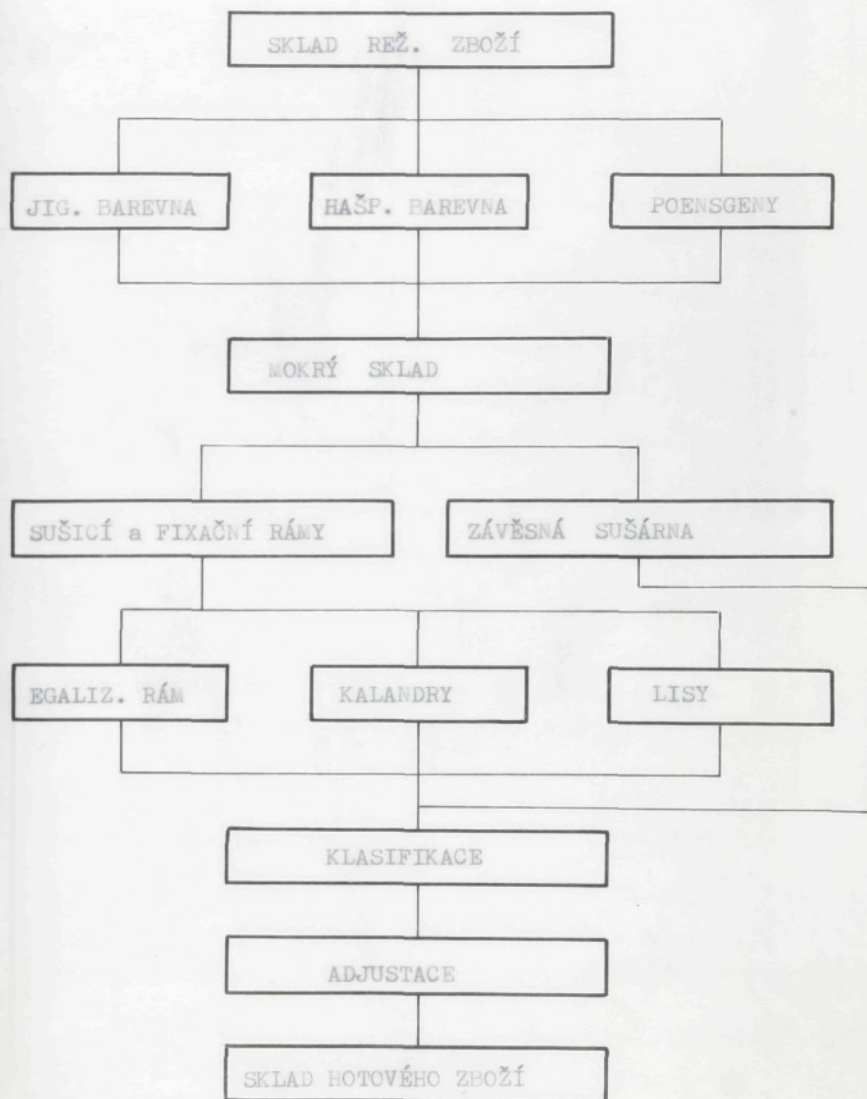 SKLAD REŽ. ZBOŽÍ
JIG. BAREVNA
HAŠP. BAREVNA
POENSGENY
MOKRÝ SKLAD
SUŠICÍ a FIXAČNÍ RÁMY
ZÁVĚSNÁ SUŠÁRNA
EGALIZ. RÁM
KALANDRY
LISY
KLASIFIKACE
ADJUSTACE
SKLAD HOTOVÉHO ZBOŽÍ